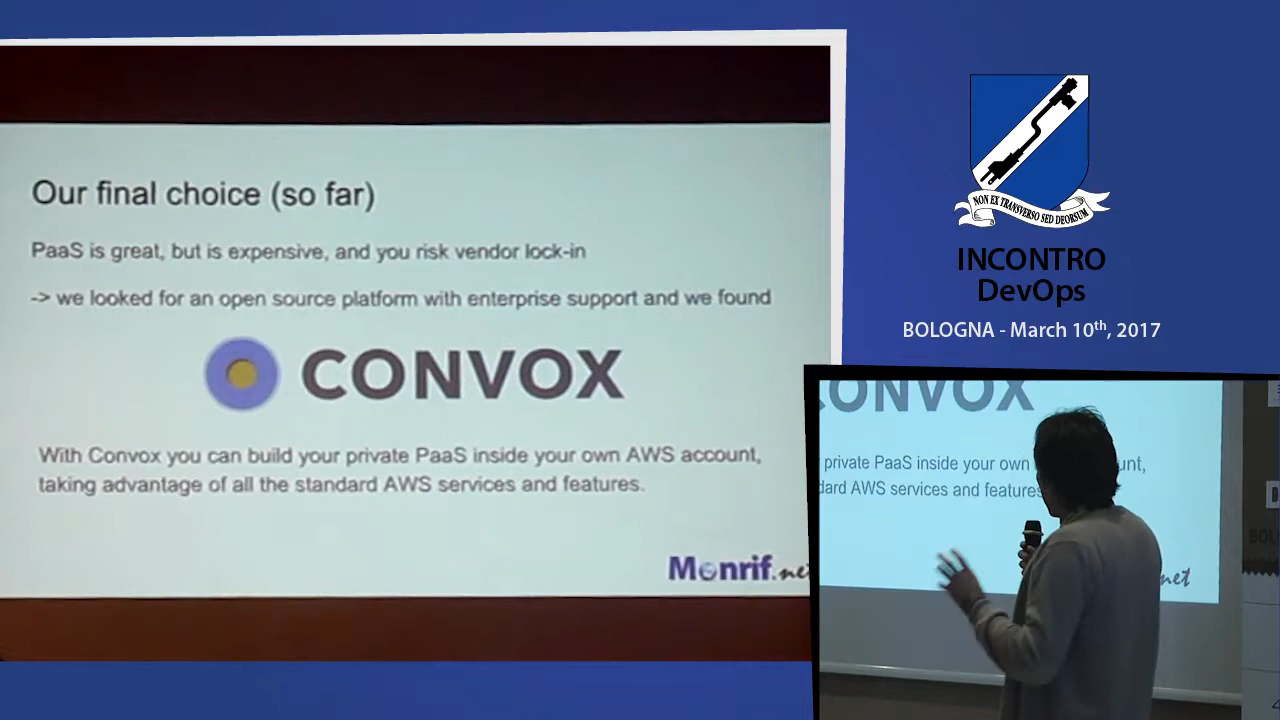 Our final choice (so far)
PaaS is great, but is expensive, and you risk vendor lock-in
-> we looked for an open source platform with enterprise support and we found
CONVOX
With Convox you can build your private PaaS inside your own AWS account,
taking advantage of all the standard AWS services and features.
Monrif.net
NON EX TRANSVERSO SED DEORSUM
INCONTRO
DevOps
BOLOGNA - March 10th, 2017
CONVOX
private PaaS inside your own
unt,
dard AWS services and features
net